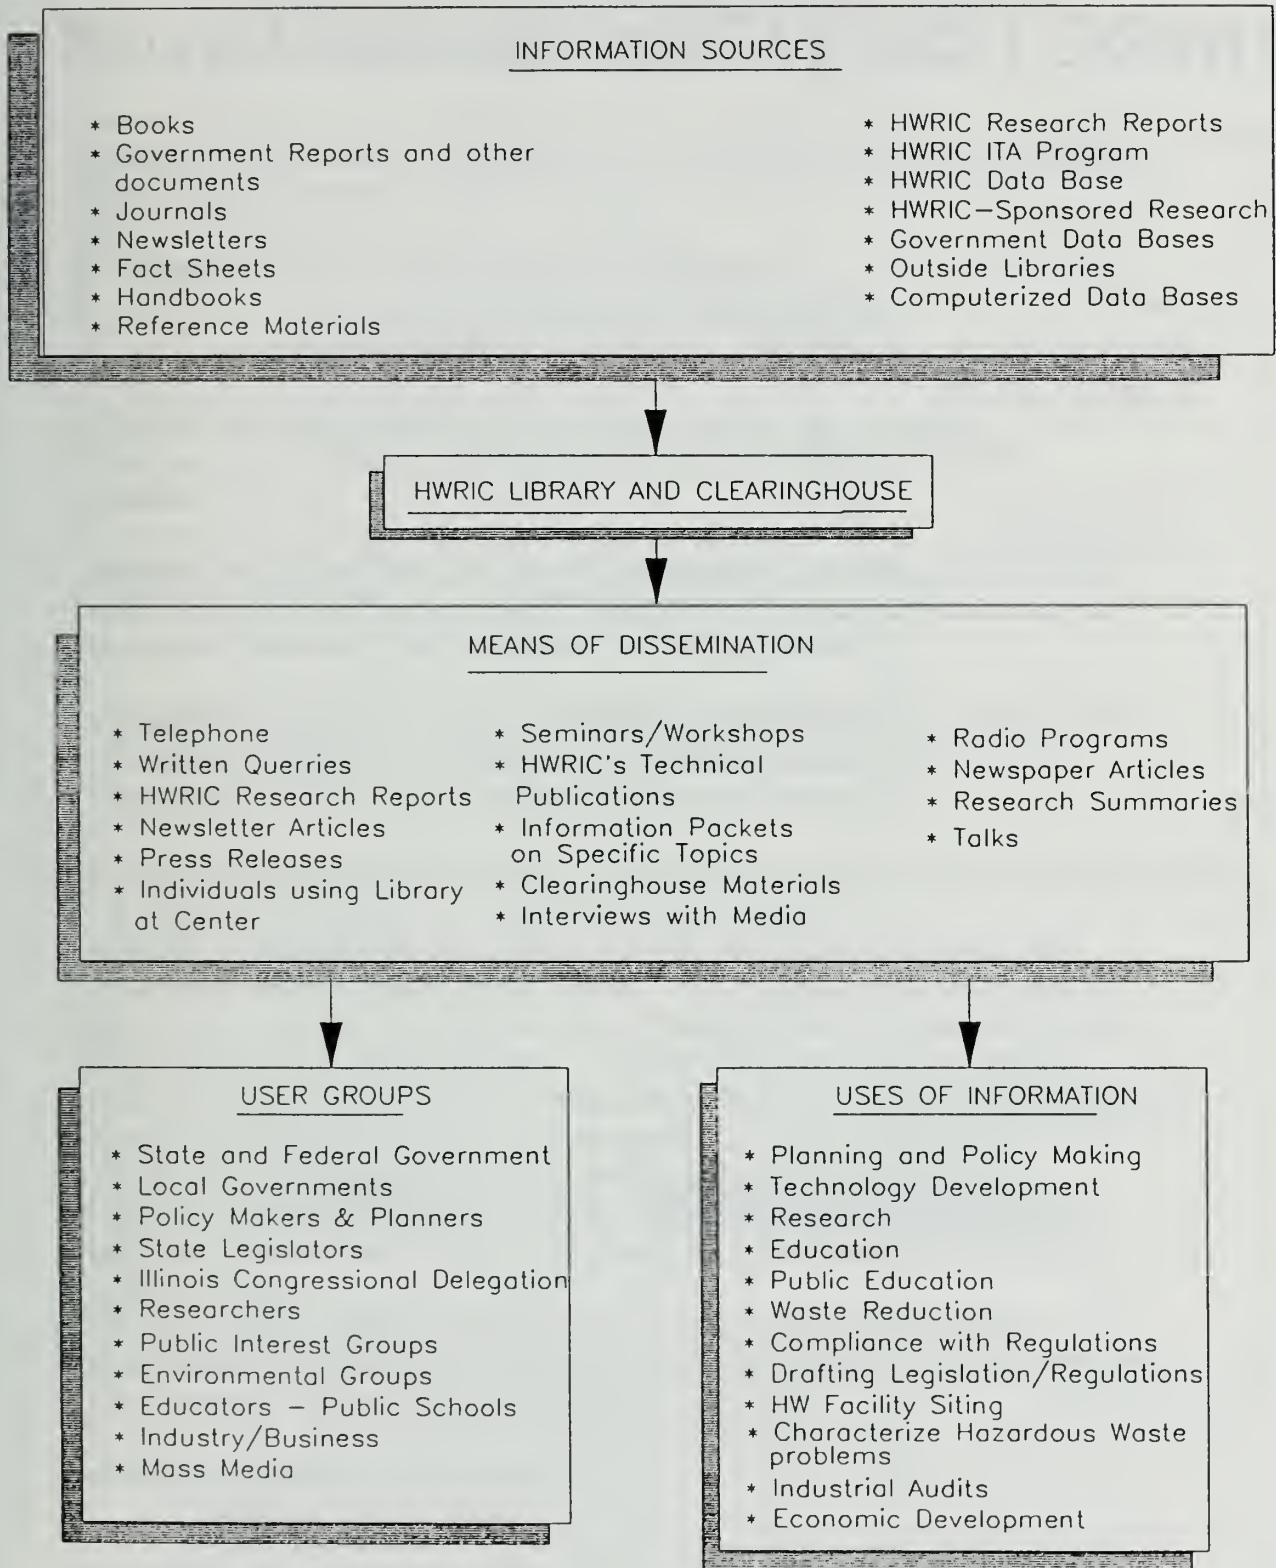 INFORMATION SOURCES
* Books
* Government Reports and other
documents
* Journals
* Newsletters
* Fact Sheets
* Handbooks
* Reference Materials
* HWRIC Research Reports
* HWRIC ITA Program
* HWRIC Data Base
* HWRIC-Sponsored Research
* Government Data Bases
* Outside Libraries
* Computerized Data Bases
HWRIC LIBRARY AND CLEARINGHOUSE
MEANS OF DISSEMINATION
* Telephone
* Written Querries
* HWRIC Research Reports
* Newsletter Articles
* Press Releases
* Individuals using Library
at Center
* Seminars/Workshops
* HWRIC's Technical
Publications
* Information Packets
on Specific Topics
* Clearinghouse Materials
* Interviews with Media
* Radio Programs
* Newspaper Articles
* Research Summaries
* Talks
USER GROUPS
* State and Federal Government
* Local Governments
* Policy Makers & Planners
* State Legislators
* Illinois Congressional Delegation
* Researchers
* Public Interest Groups
* Environmental Groups
* Educators – Public Schools
* Industry/Business
* Mass Media
USES OF INFORMATION
* Planning and Policy Making
* Technology Development
* Research
* Education
* Public Education
* Waste Reduction
* Compliance with Regulations
* Drafting Legislation/Regulations
* HW Facility Siting
* Characterize Hazardous Waste
problems
* Industrial Audits
* Economic Development